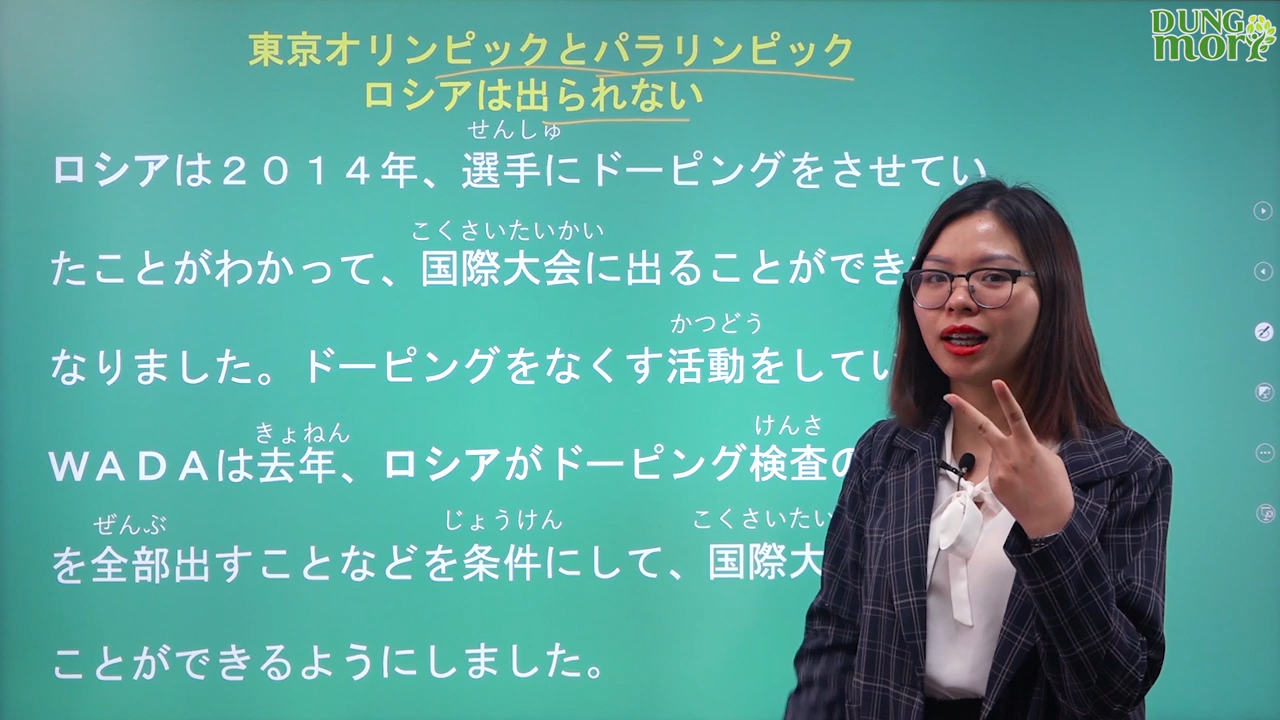 DUNG
mori
東京オリンピックとパラリンピック
ロシアは出られない
せんしゅ
ロシアは２０１４年、選手にドーピングをさせてい
こくさいたいかい
たことがわかって、国際大会に出ることができ
かつどう
なりました。ドーピングをなくす活動をしてい
きょねん けんさ
ＷＡＤＡは去年、ロシアがドーピング検査の
ぜんぶ じょうけん こくさいたい
を全部出すことなどを条件にして、国際大
ことができるようにしました。